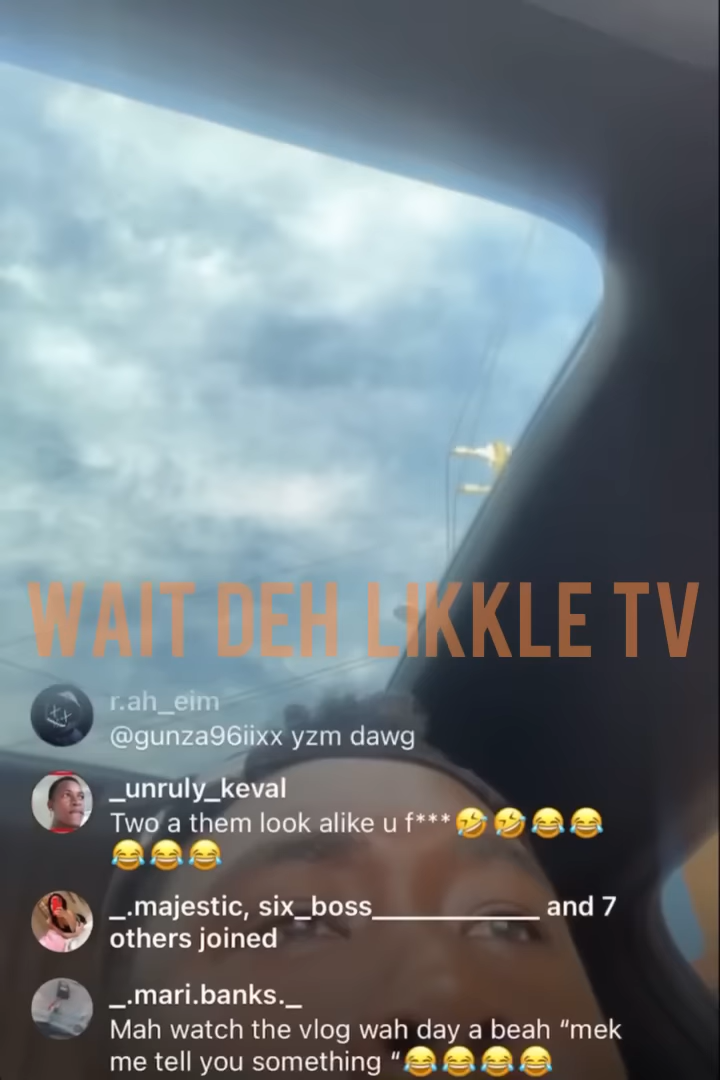 WAIT DEH LIKKLE TV
r.ah_eim
@gunza96iixx yzm dawg
_unruly_keval
Two a them look alike u f***🤣🤣😂😂
😂😂😂
_.majestic, six_boss____________ and 7
others joined
_.mari.banks._
Mah watch the vlog wah day a beah “mek
me tell you something “😂😂😂😂